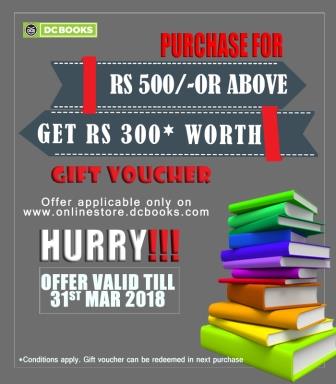 DC BOOKS
PURCHASE FOR
RS 500/-OR ABOVE
GET RS 300* WORTH
GIFT VOUCHER
Offer applicable only on
www.onlinestore.dcbooks.com
HURRY!!!
OFFER VALID TILL
31ST MAR 2018
*Conditions apply. Gift voucher can be redeemed in next purchase